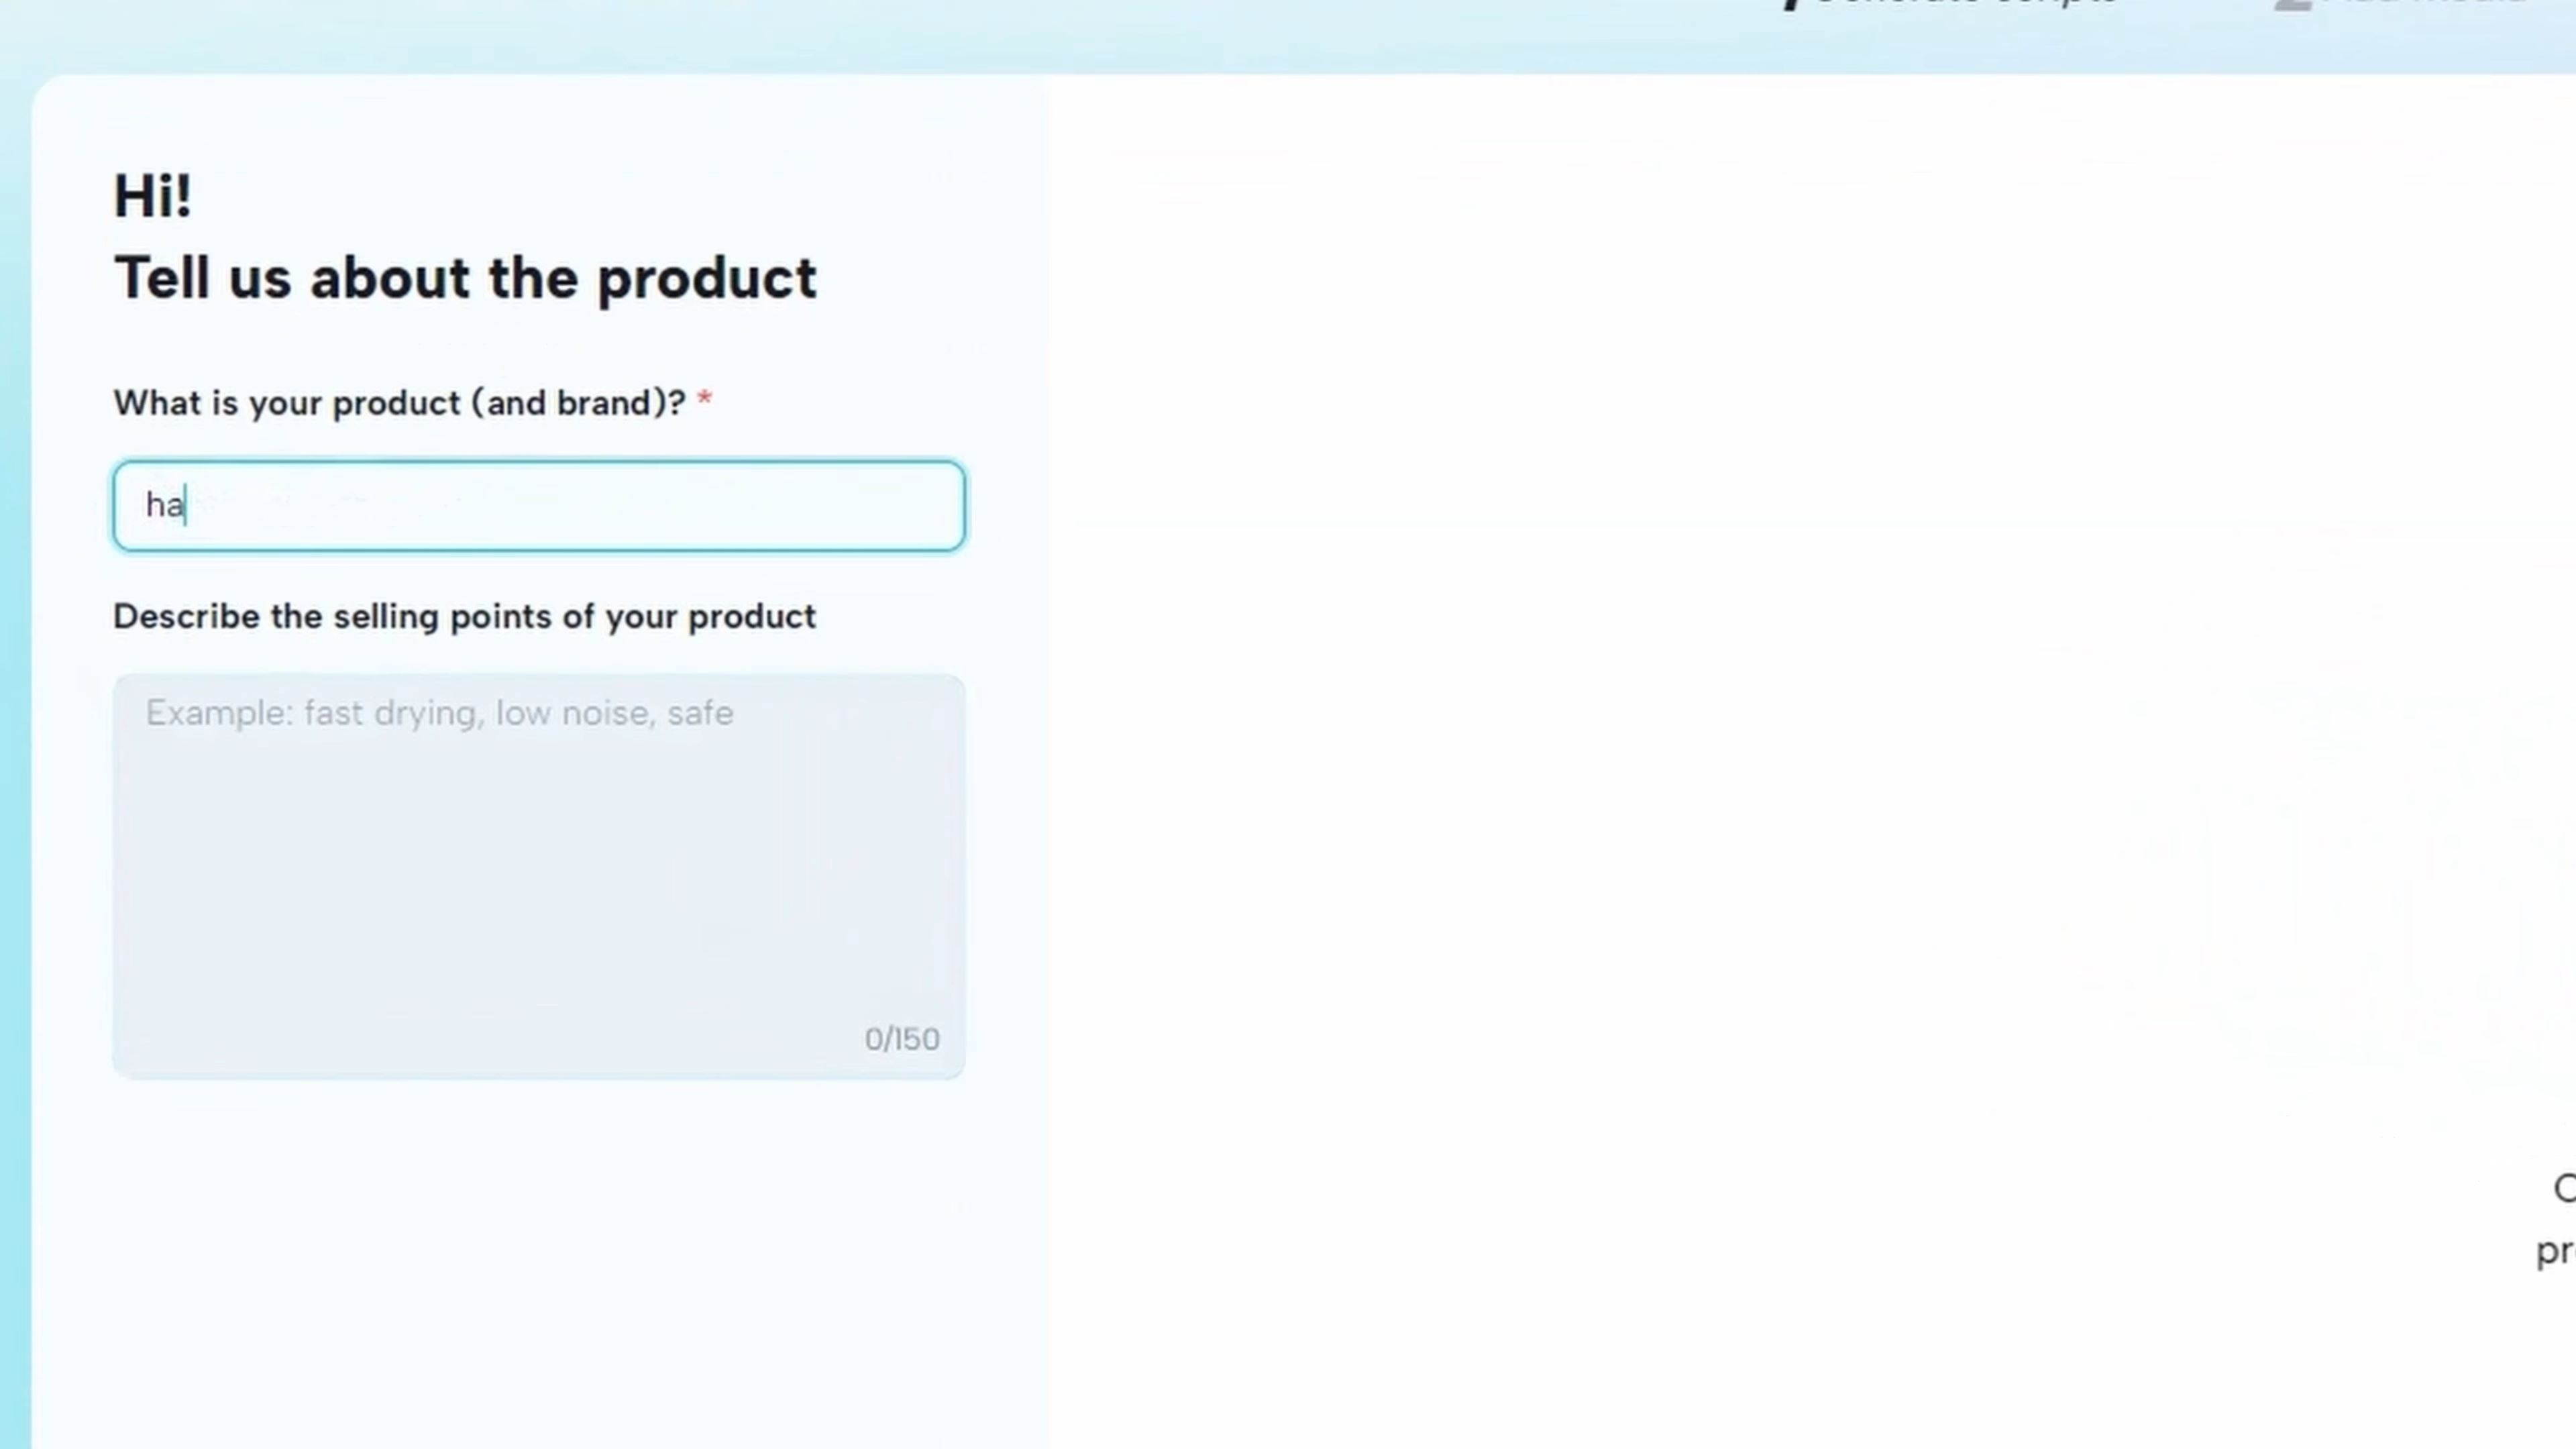 Hi!
Tell us about the product
What is your product (and brand)? *
ha
Describe the selling points of your product
Example: fast drying, low noise, safe
0/150